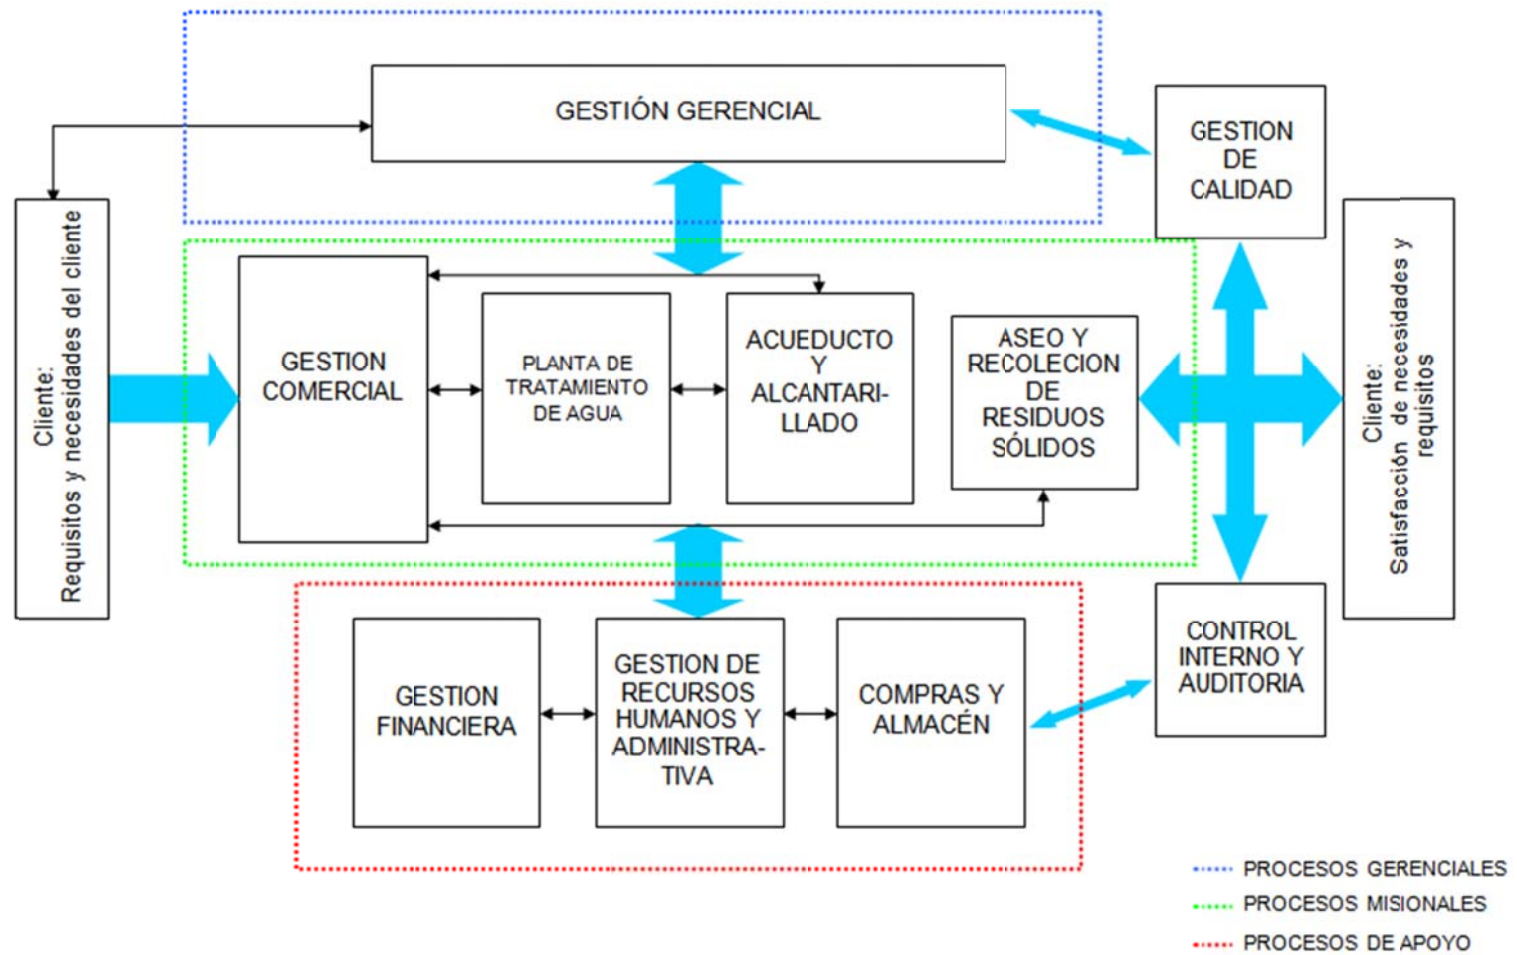 GESTIÓN GERENCIAL
GESTION
DE
CALIDAD
Cliente:
Requisitos y necesidades del cliente
GESTION
COMERCIAL
PLANTA DE
TRATAMIENTO
DE AGUA
ACUEDUCTO
Y
ALCANTARI-
LLADO
ASEO Y
RECOLECION
DE
RESIDUOS
SÓLIDOS
Cliente:
Satisfacción de necesidades y
requisitos
GESTION
FINANCIERA
GESTION DE
RECURSOS
HUMANOS Y
ADMINISTRA-
TIVA
COMPRAS Y
ALMACÉN
CONTROL
INTERNO Y
AUDITORIA
PROCESOS GERENCIALES
PROCESOS MISIONALES
PROCESOS DE APOYO